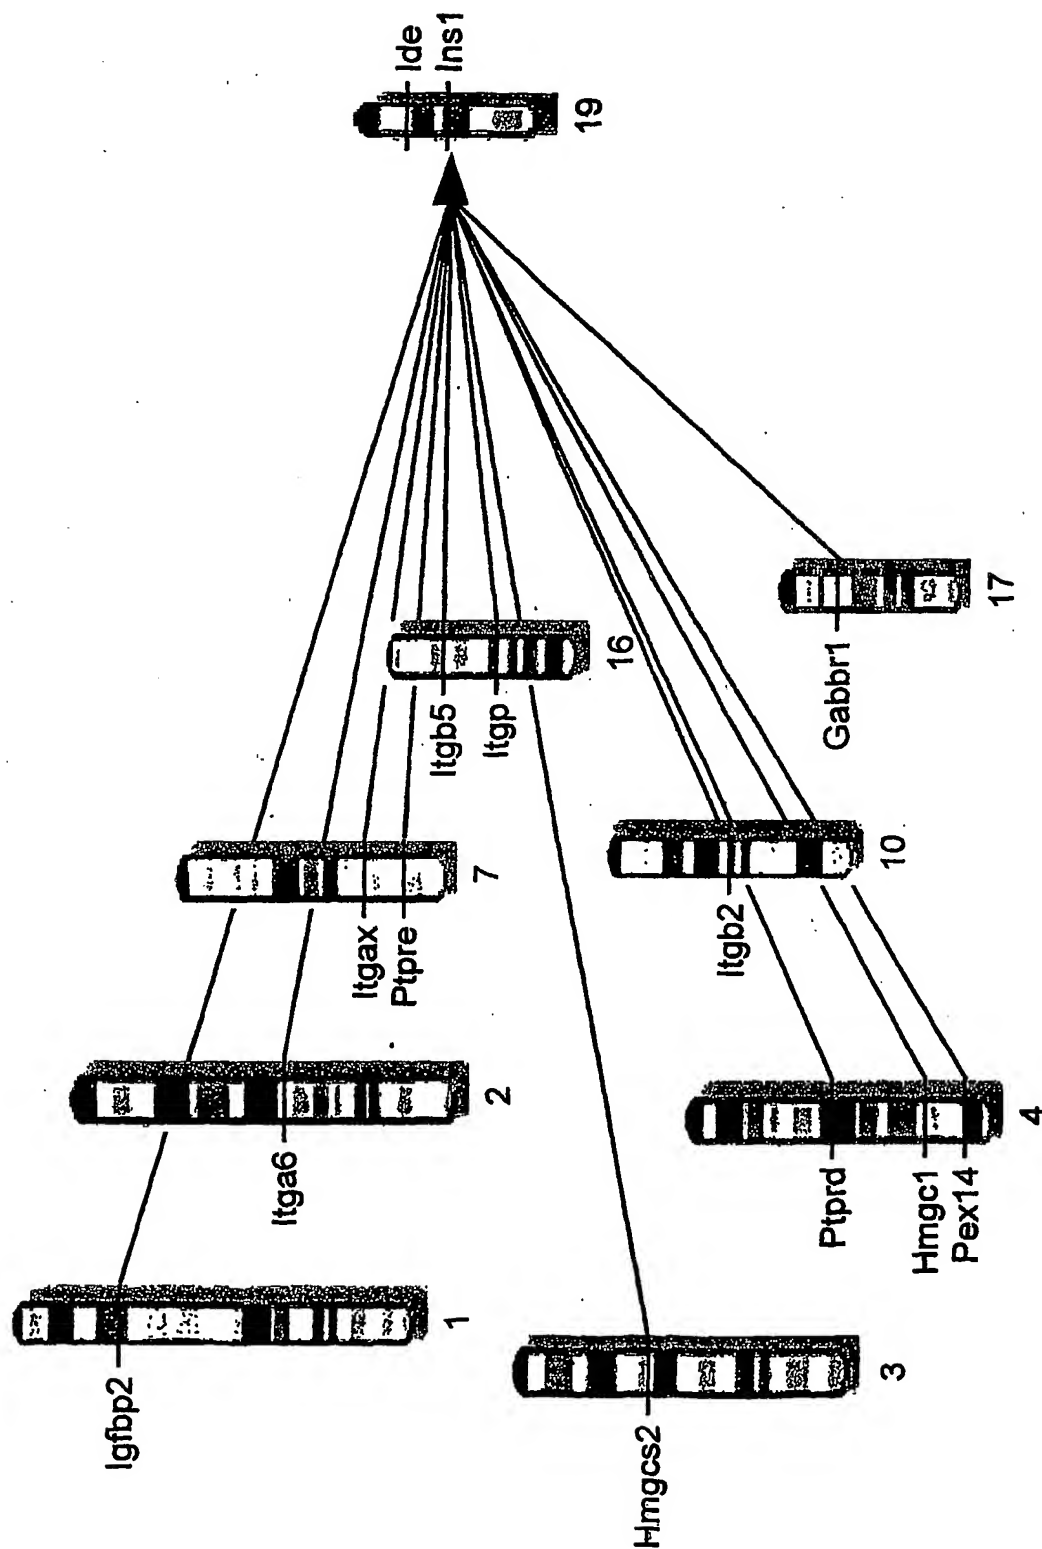 Igfbp2
1
Itga6
2
Itgax
Ptpre
7
Itgb5
Itgp
16
Ide
Ins1
19
Hmgcs2
3
Ptprd
Hmgc1
Pex14
4
Itgb2
10
Gabbr1
17